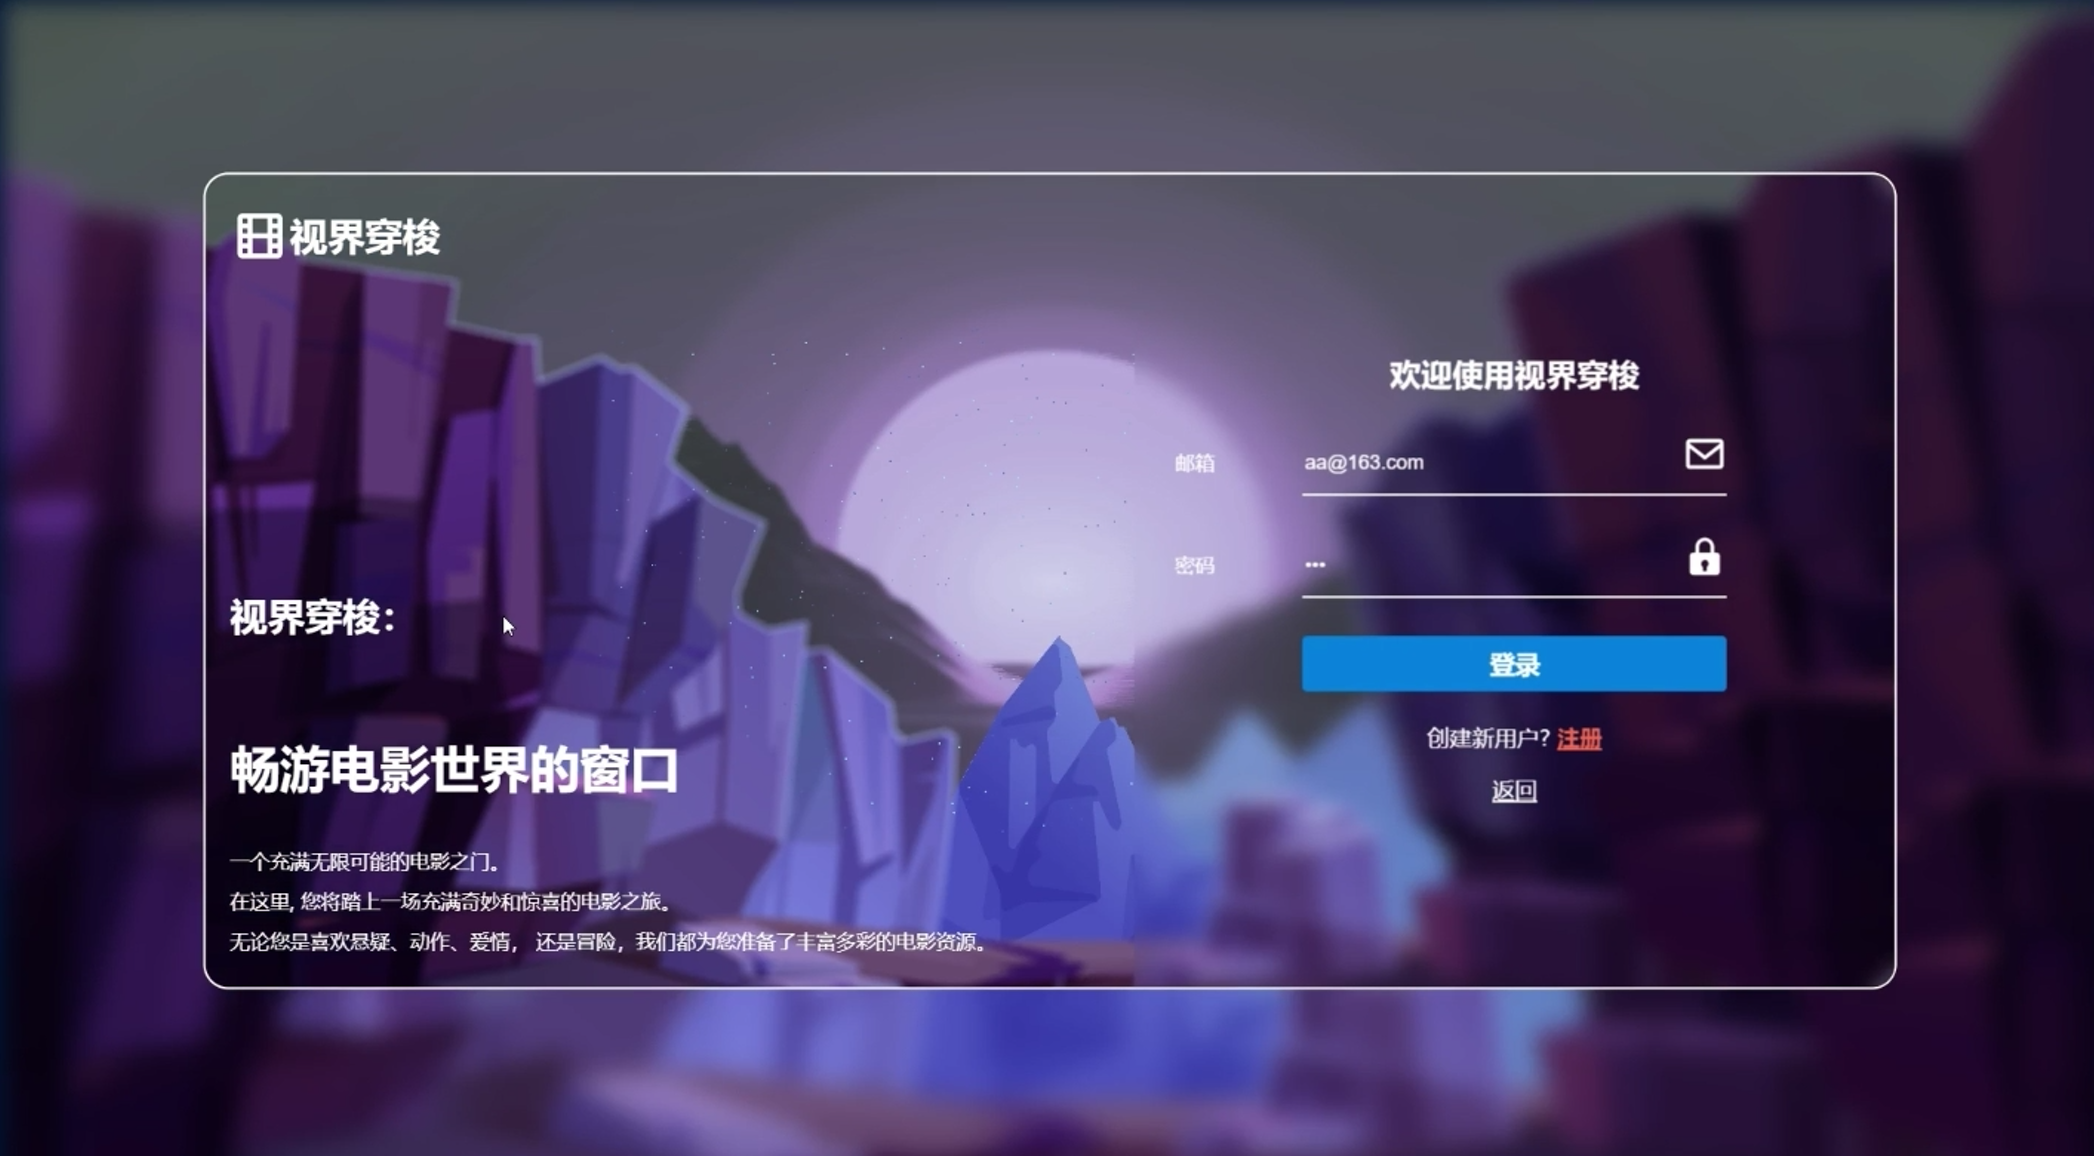 视界穿梭
视界穿梭：
畅游电影世界的窗口
一个充满无限可能的电影之门。
在这里, 您将踏上一场充满奇妙和惊喜的电影之旅。
无论您是喜欢悬疑、动作、爱情， 还是冒险，我们都为您准备了丰富多彩的电影资源。
欢迎使用视界穿梭
邮箱 aa@163.com
密码 •••
登录
创建新用户? 注册
返回